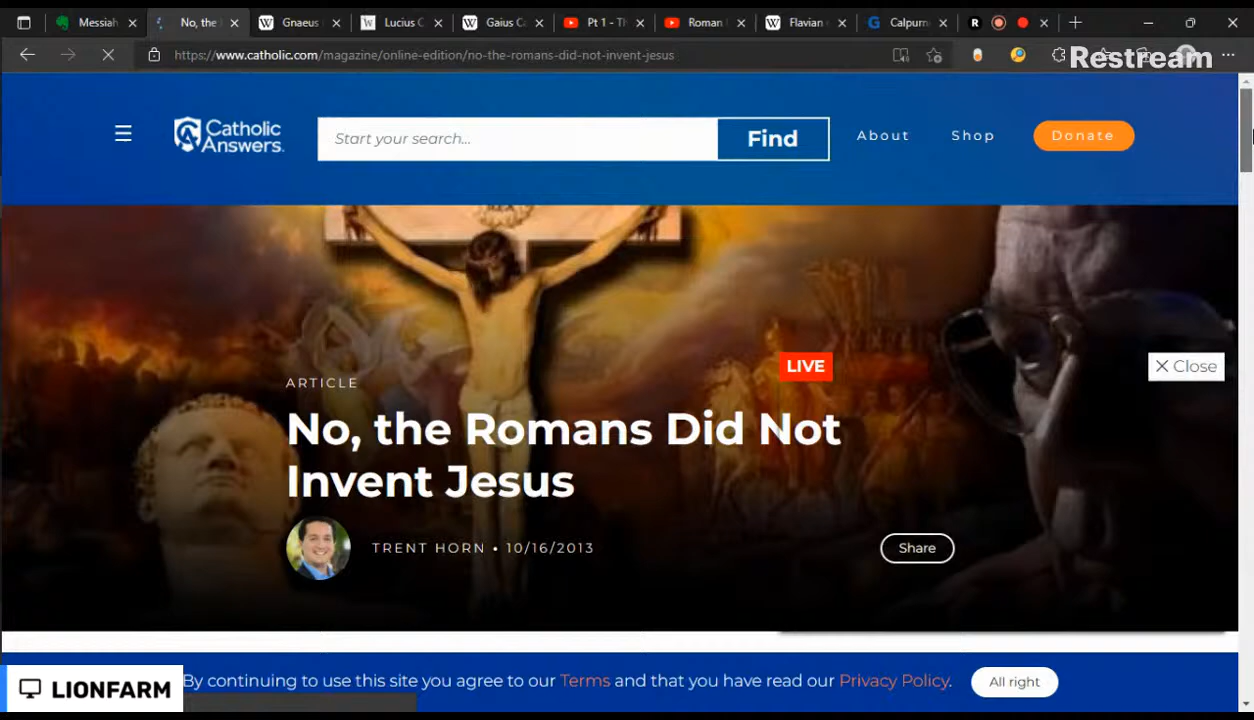 Messiah
No, the
Gnaeus
Lucius C
Gaius C
Pt 1 - T
Roman
Flavian
Calpur
https://www.catholic.com/magazine/online-edition/no-the-romans-did-not-invent-jesus
Restream
Catholic
Answers.
Start your search...
Find
About
Shop
Donate
LIVE
Close
ARTICLE
No, the Romans Did Not
Invent Jesus
TRENT HORN • 10/16/2013
Share
LIONFARM
By continuing to use this site you agree to our Terms and that you have read our Privacy Policy.
All right